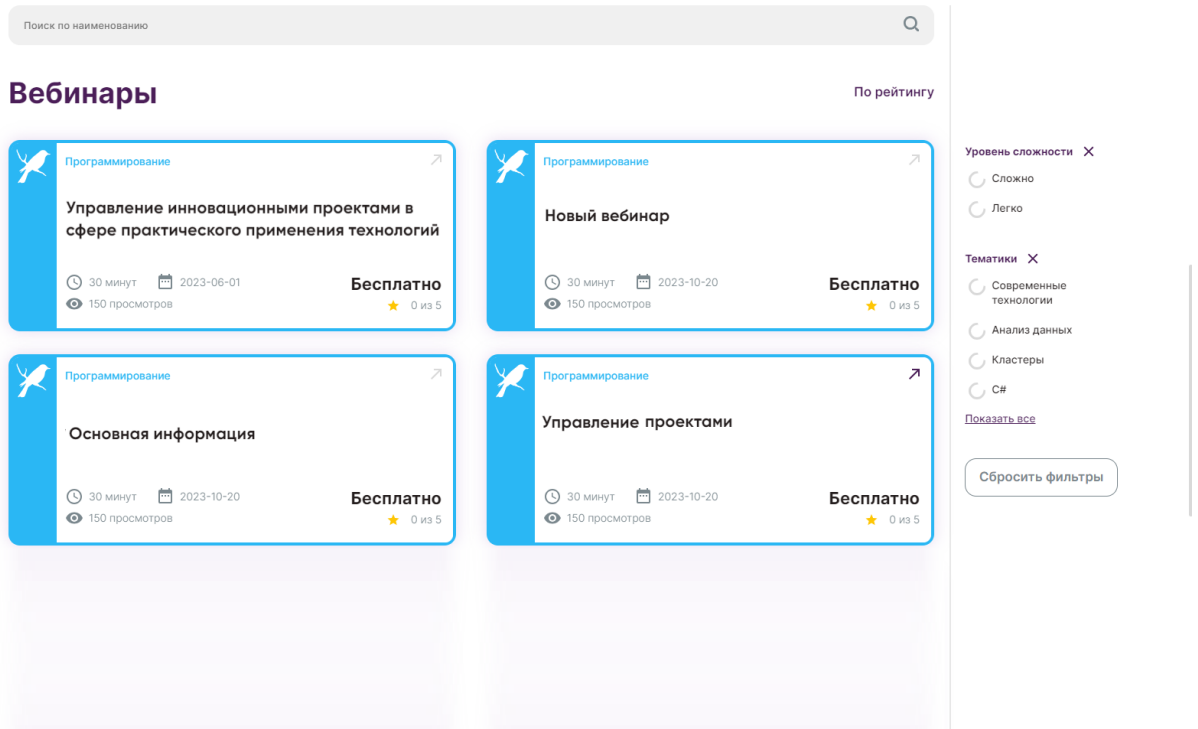 Поиск по наименованию
Вебинары
По рейтингу
Программирование
Управление инновационными проектами в
сфере практического применения технологий
30 минут
2023-06-01
Бесплатно
150 просмотров
0 из 5
Программирование
Новый вебинар
30 минут
2023-10-20
Бесплатно
150 просмотров
0 из 5
Программирование
Основная информация
30 минут
2023-10-20
Бесплатно
150 просмотров
0 из 5
Программирование
Управление проектами
30 минут
2023-10-20
Бесплатно
150 просмотров
0 из 5
Уровень сложности
Сложно
Легко
Тематики
Современные
технологии
Анализ данных
Кластеры
C#
Показать все
Сбросить фильтры